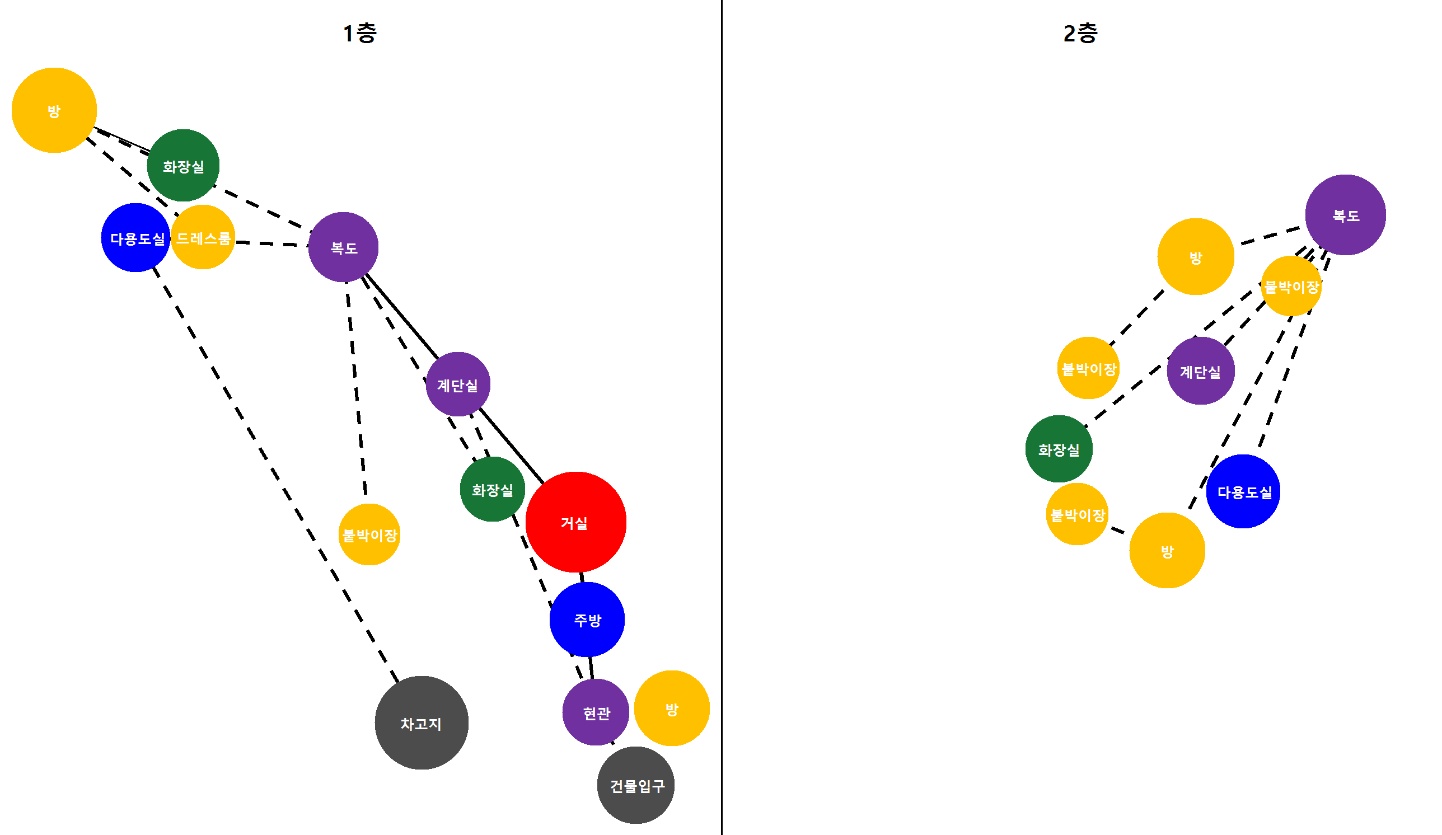 1층
방
화장실
다용도실
드레스룸
복도
계단실
화장실
거실
붙박이장
주방
현관
방
차고지
건물입구
2층
복도
방
붙박이장
붙박이장
계단실
화장실
다용도실
붙박이장
방